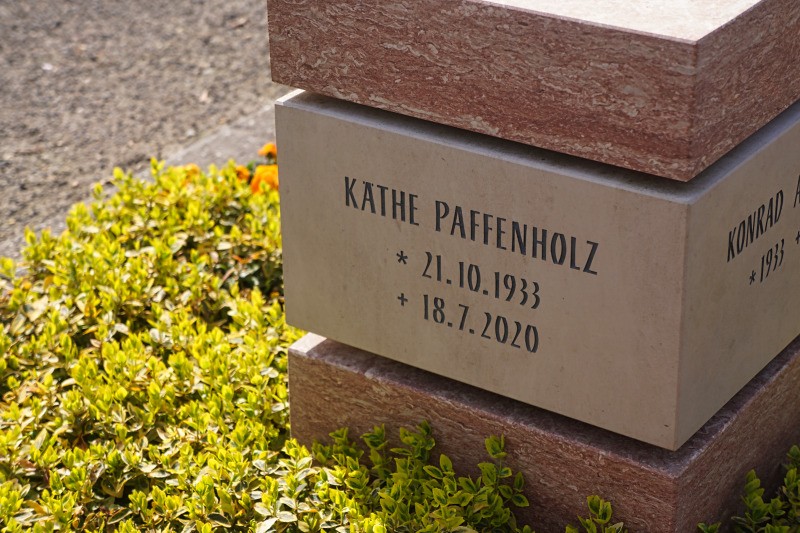 KÄTHE PAFFENHOLZ
* 21.10.1933
+ 18.7.2020
KONRAD
* 1933